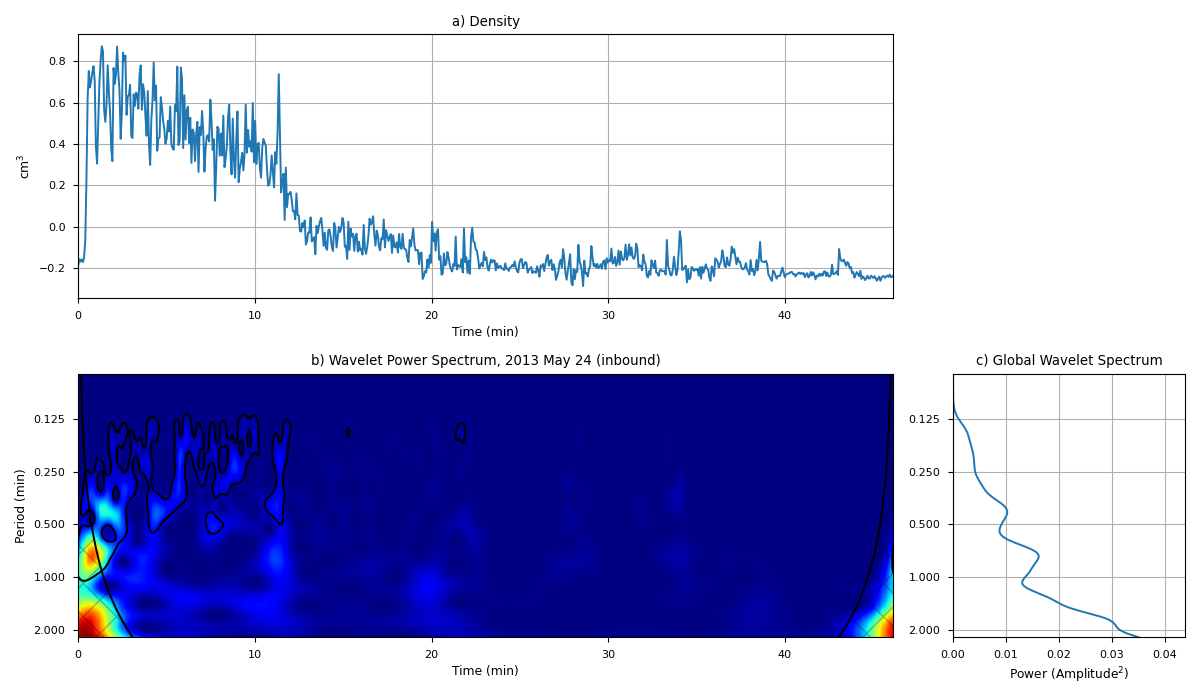 a) Density
0.8
0.6
0.4
0.2
0.0
−0.2
cm³
0 10 20 30 40
Time (min)
b) Wavelet Power Spectrum, 2013 May 24 (inbound)
0.125
0.250
0.500
1.000
2.000
Period (min)
0 10 20 30 40
Time (min)
c) Global Wavelet Spectrum
0.125
0.250
0.500
1.000
2.000
0.00 0.01 0.02 0.03 0.04
Power (Amplitude²)